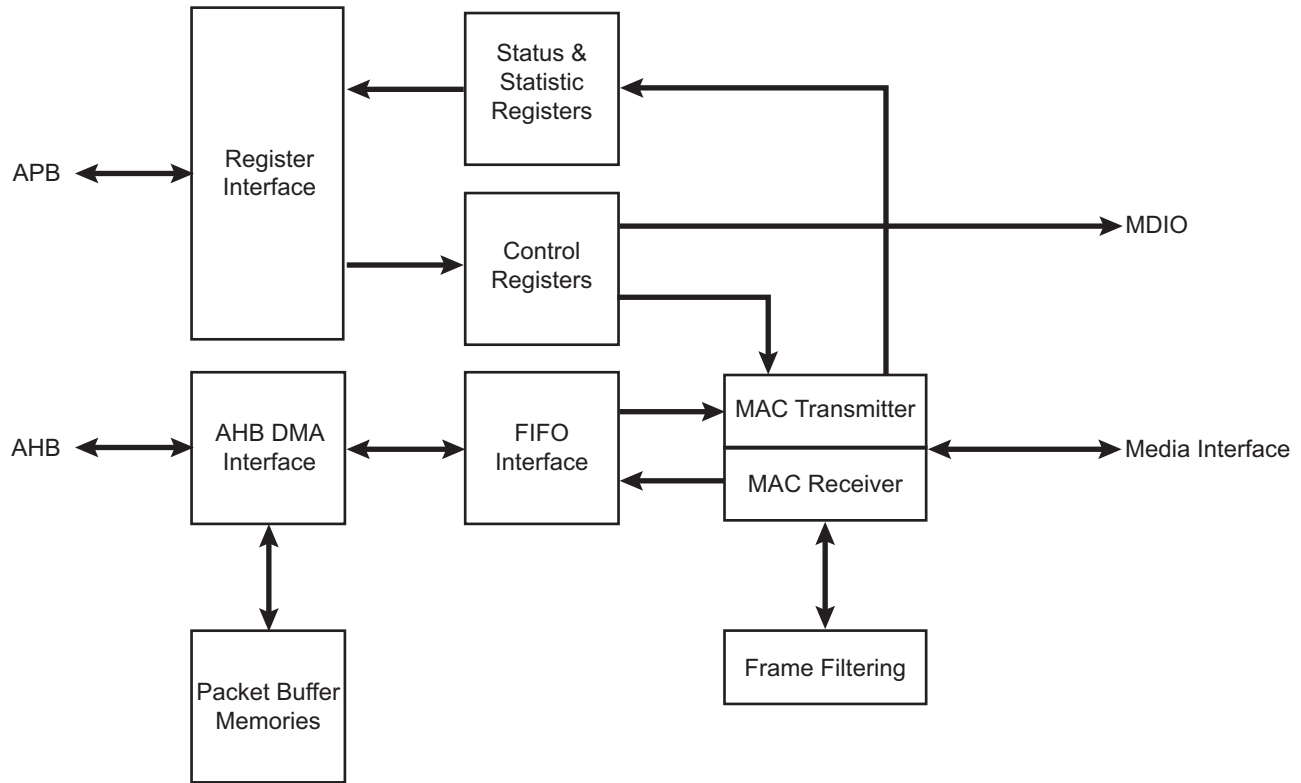 Status &
Statistic
Registers
APB
Register
Interface
Control
Registers
MDIO
AHB
AHB DMA
Interface
FIFO
Interface
MAC Transmitter
MAC Receiver
Media Interface
Packet Buffer
Memories
Frame Filtering